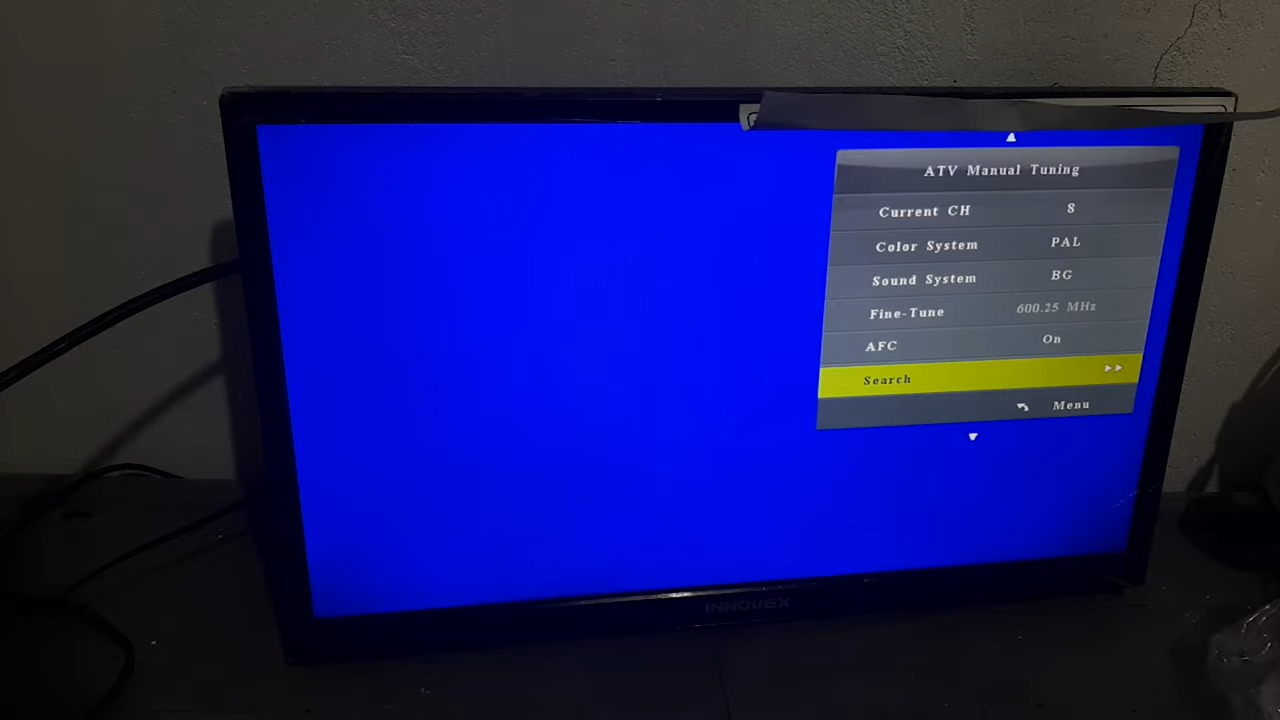 ATV Manual Tuning
Current CH 8
Color System PAL
Sound System BG
Fine-Tune 600.25 MHz
AFC On
Search
Menu
INNOVEX